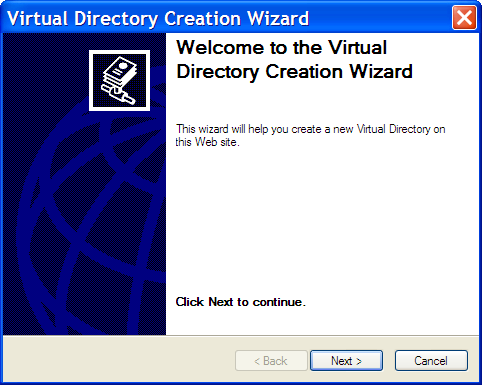 Virtual Directory Creation Wizard
Welcome to the Virtual
Directory Creation Wizard
This wizard will help you create a new Virtual Directory on
this Web site.
Click Next to continue.
< Back
Next >
Cancel